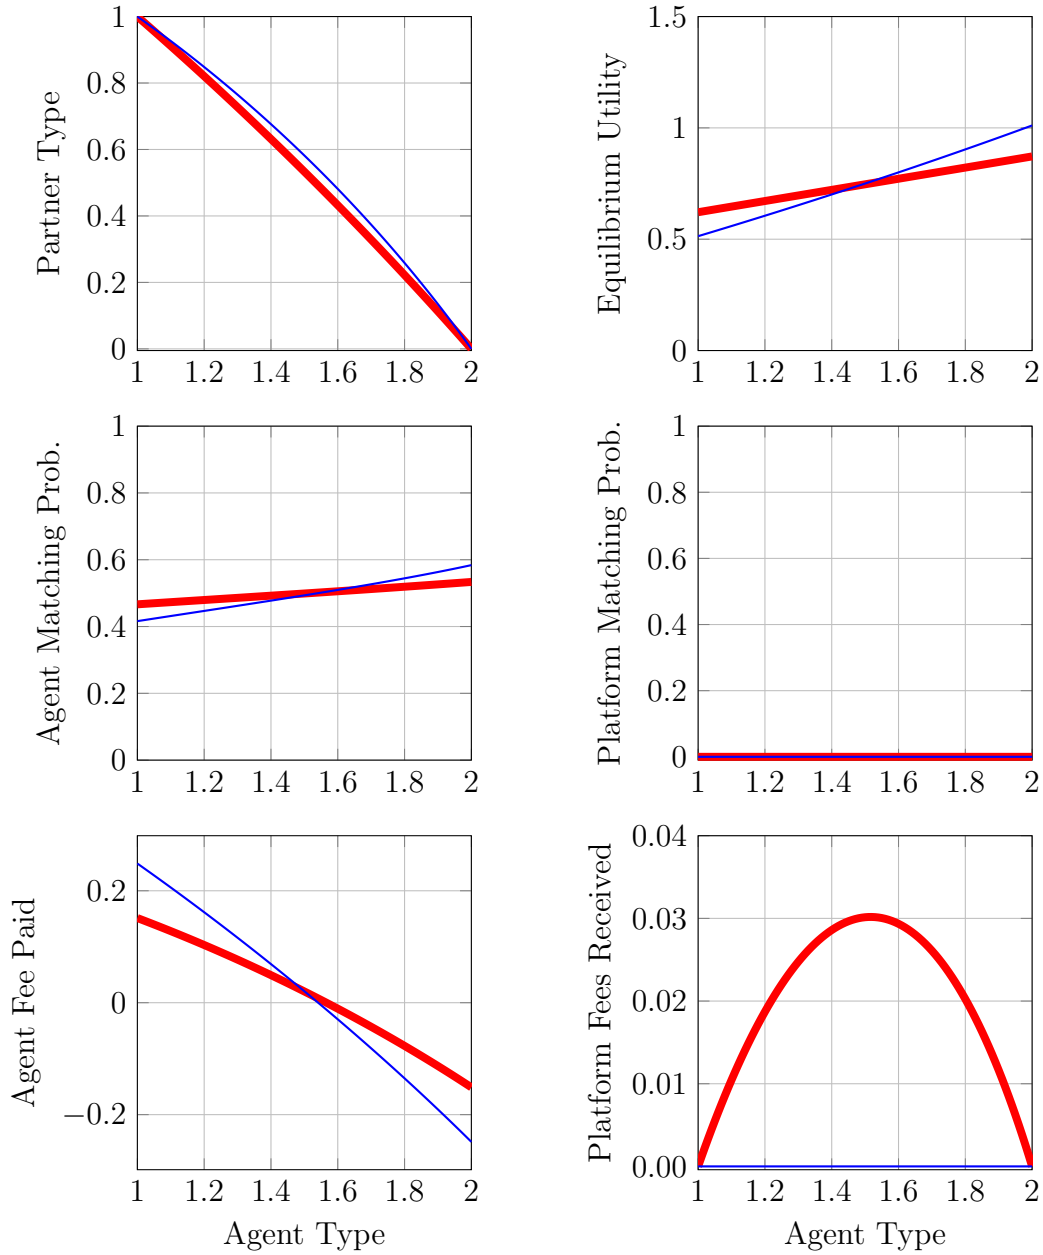 Partner Type
1
0.8
0.6
0.4
0.2
0
1 1.2 1.4 1.6 1.8 2
Equilibrium Utility
1.5
1
0.5
0
1 1.2 1.4 1.6 1.8 2
Agent Matching Prob.
1
0.8
0.6
0.4
0.2
0
1 1.2 1.4 1.6 1.8 2
Platform Matching Prob.
1
0.8
0.6
0.4
0.2
0
1 1.2 1.4 1.6 1.8 2
Agent Fee Paid
0.2
0
−0.2
1 1.2 1.4 1.6 1.8 2
Agent Type
Platform Fees Received
0.04
0.03
0.02
0.01
0.00
1 1.2 1.4 1.6 1.8 2
Agent Type